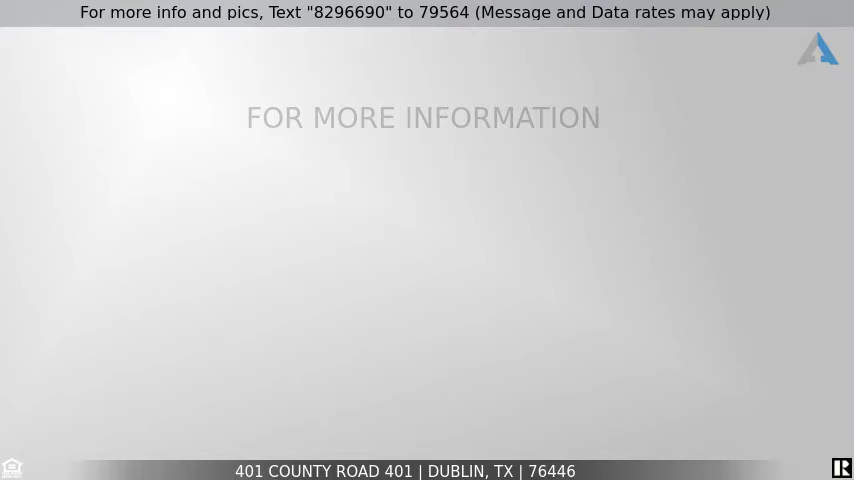 For more info and pics, Text "8296690" to 79564 (Message and Data rates may apply)
FOR MORE INFORMATION
401 COUNTY ROAD 401 | DUBLIN, TX | 76446